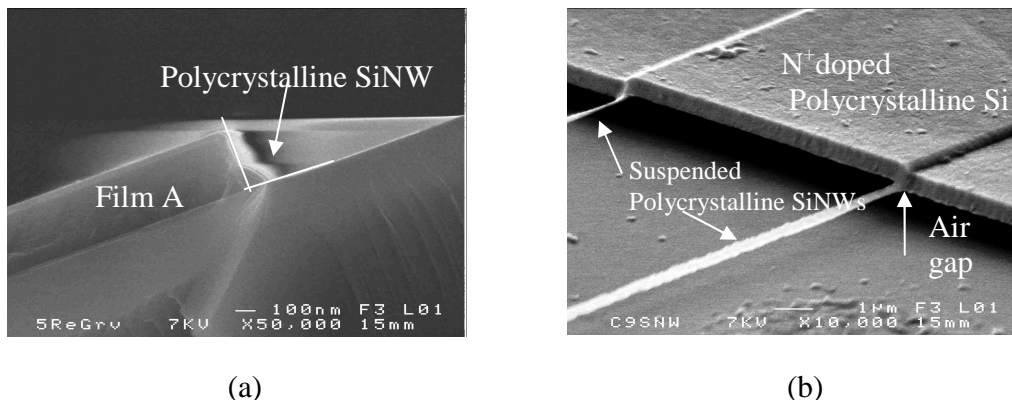 Polycrystalline SiNW
Film A
100nm F3 L01
5ReGrv 7KV X50,000 15mm
(a)
N+doped
Polycrystalline Si
Suspended
Polycrystalline SiNWs
Air
gap
1µm F3 L01
C9SNW 7KV X10,000 15mm
(b)